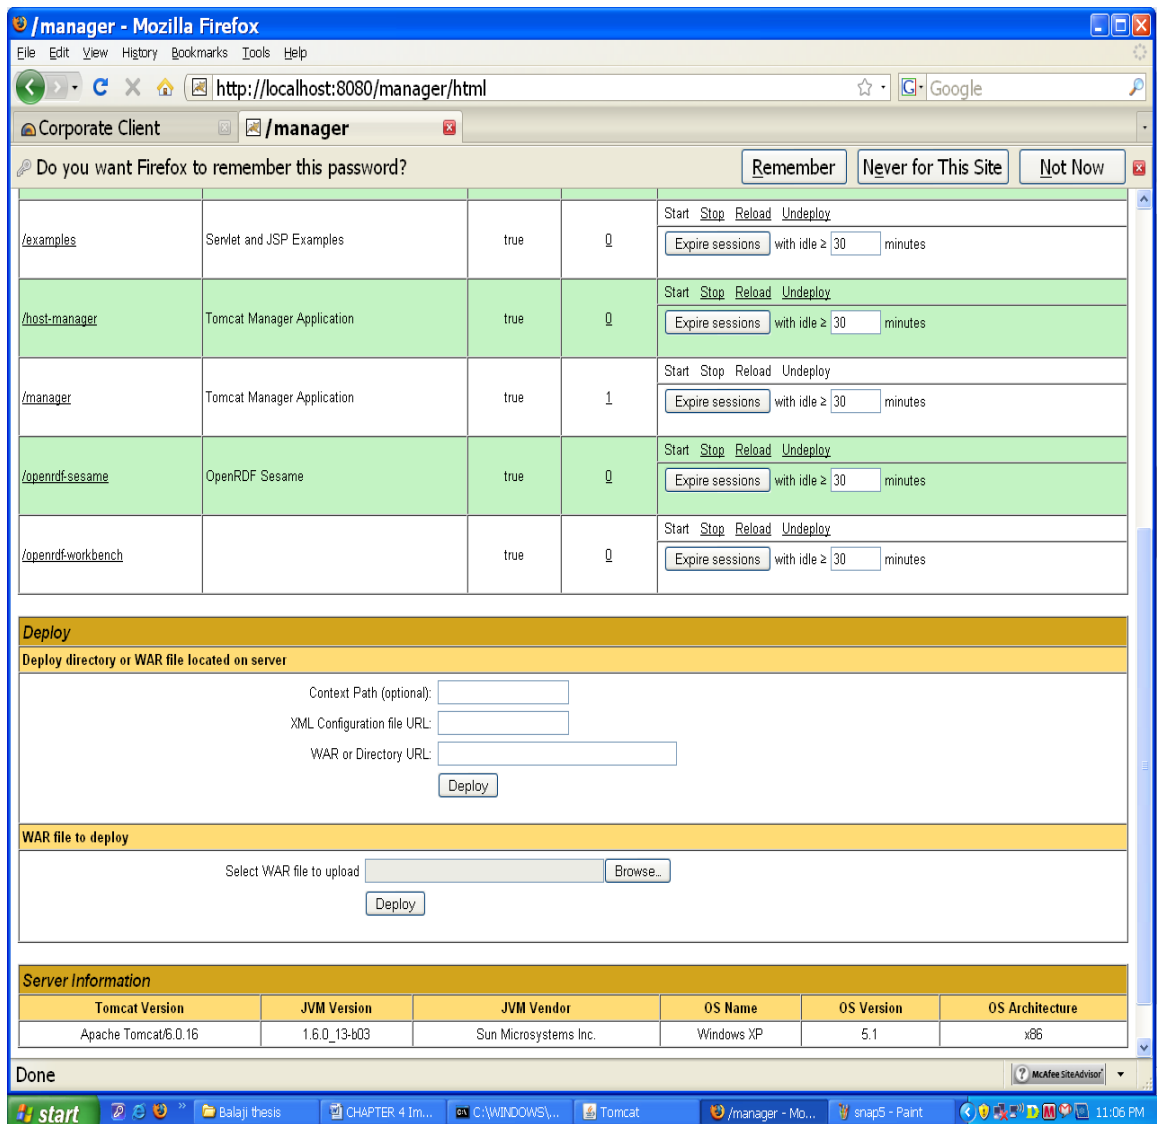 /manager - Mozilla Firefox
File Edit View History Bookmarks Tools Help
http://localhost:8080/manager/html
G Google
Corporate Client
/manager
Do you want Firefox to remember this password?
Remember
Never for This Site
Not Now
Start Stop Reload Undeploy
/examples Servlet and JSP Examples true 0
Expire sessions with idle ≥ 30 minutes
Start Stop Reload Undeploy
/host-manager Tomcat Manager Application true 0
Expire sessions with idle ≥ 30 minutes
Start Stop Reload Undeploy
/manager Tomcat Manager Application true 1
Expire sessions with idle ≥ 30 minutes
Start Stop Reload Undeploy
/openrdf-sesame OpenRDF Sesame true 0
Expire sessions with idle ≥ 30 minutes
Start Stop Reload Undeploy
/openrdf-workbench true 0
Expire sessions with idle ≥ 30 minutes
Deploy
Deploy directory or WAR file located on server
Context Path (optional):
XML Configuration file URL:
WAR or Directory URL:
Deploy
WAR file to deploy
Select WAR file to upload Browse...
Deploy
Server Information
Tomcat Version JVM Version JVM Vendor OS Name OS Version OS Architecture
Apache Tomcat/6.0.16 1.6.0_13-b03 Sun Microsystems Inc. Windows XP 5.1 x86
Done
? McAfee SiteAdvisor
start
» Balaji thesis
CHAPTER 4 Im...
C:\WINDOWS\...
Tomcat
/manager - Mo...
snap5 - Paint
11:06 PM